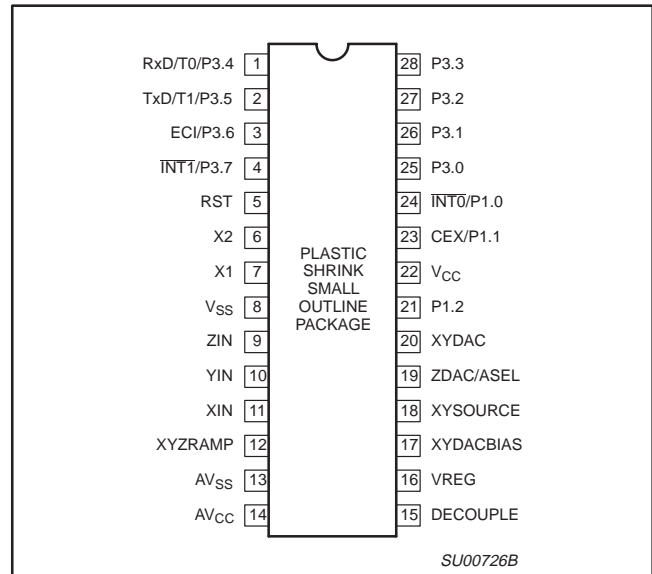 RxD/T0/P3.4 1
28 P3.3
TxD/T1/P3.5 2
27 P3.2
ECI/P3.6 3
26 P3.1
INT1/P3.7 4
25 P3.0
RST 5
24 INT0/P1.0
X2 6
23 CEX/P1.1
X1 7
22 VCC
VSS 8
21 P1.2
ZIN 9
20 XYDAC
YIN 10
19 ZDAC/ASEL
XIN 11
18 XYSOURCE
XYZRAMP 12
17 XYDACBIAS
AVSS 13
16 VREG
AVCC 14
15 DECOUPLE
PLASTIC
SHRINK
SMALL
OUTLINE
PACKAGE
SU00726B